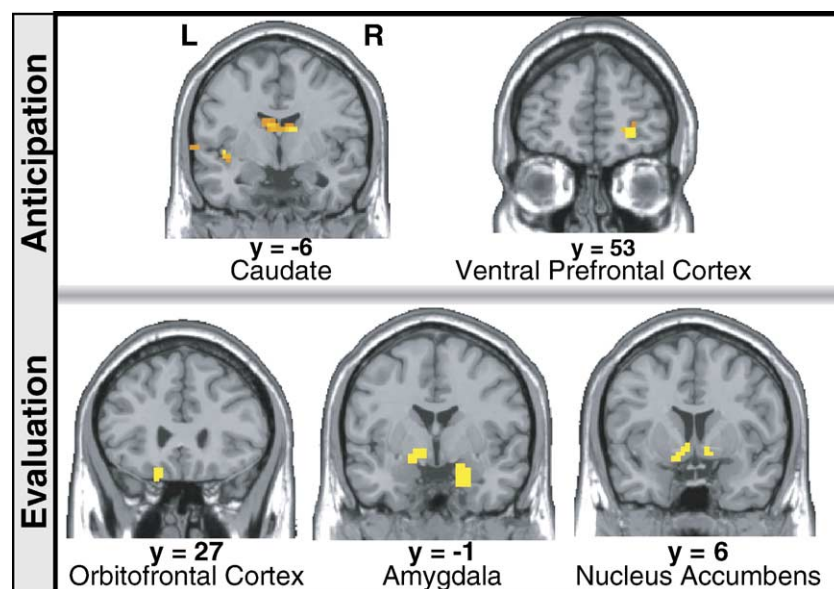 Anticipation
L R
y = -6
Caudate
y = 53
Ventral Prefrontal Cortex
Evaluation
y = 27
Orbitofrontal Cortex
y = -1
Amygdala
y = 6
Nucleus Accumbens